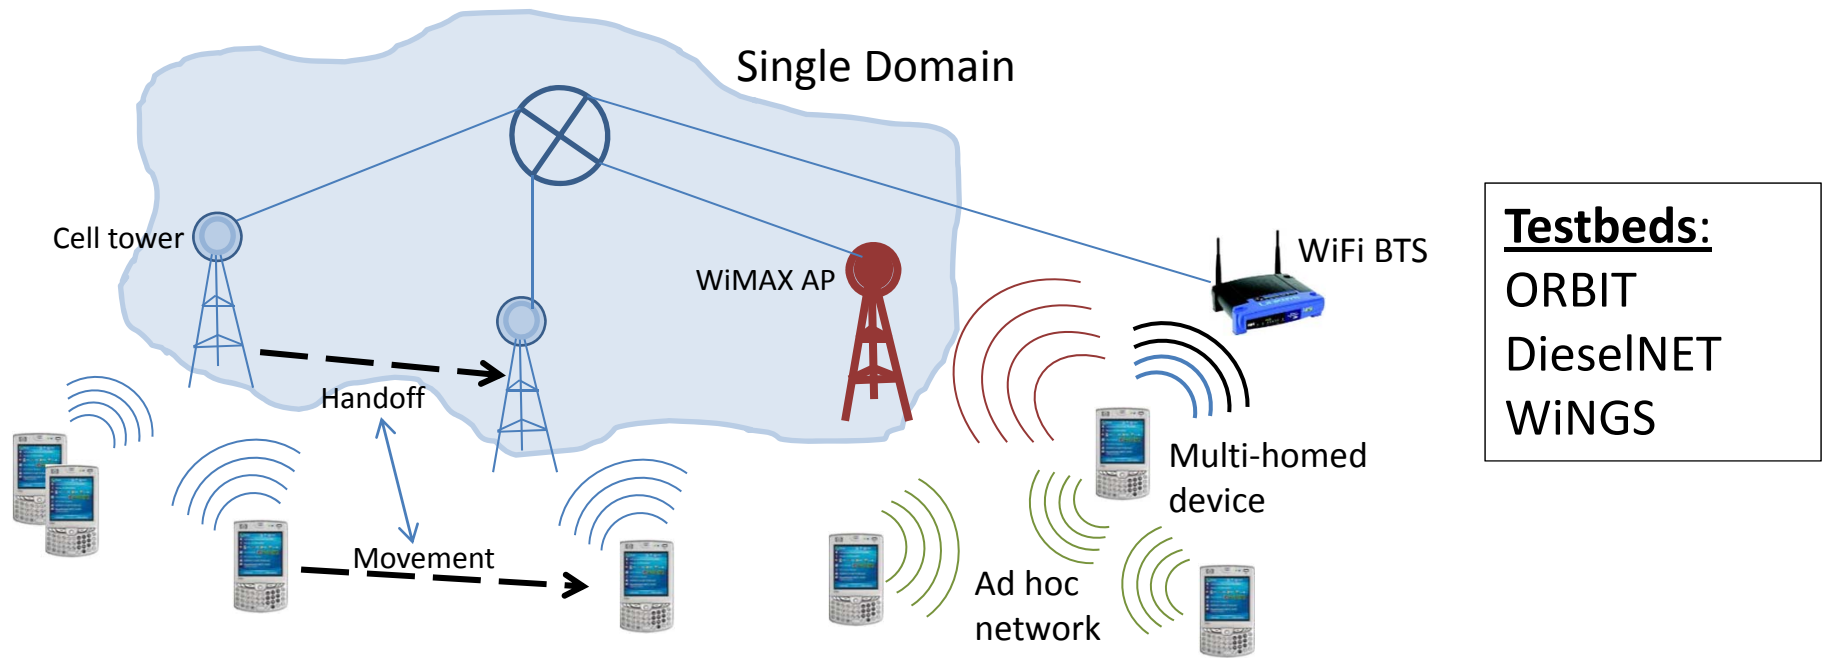 Single Domain
Cell tower
WiMAX AP
WiFi BTS
Handoff
Movement
Multi-homed
device
Ad hoc
network
Testbeds:
ORBIT
DieselNET
WiNGS